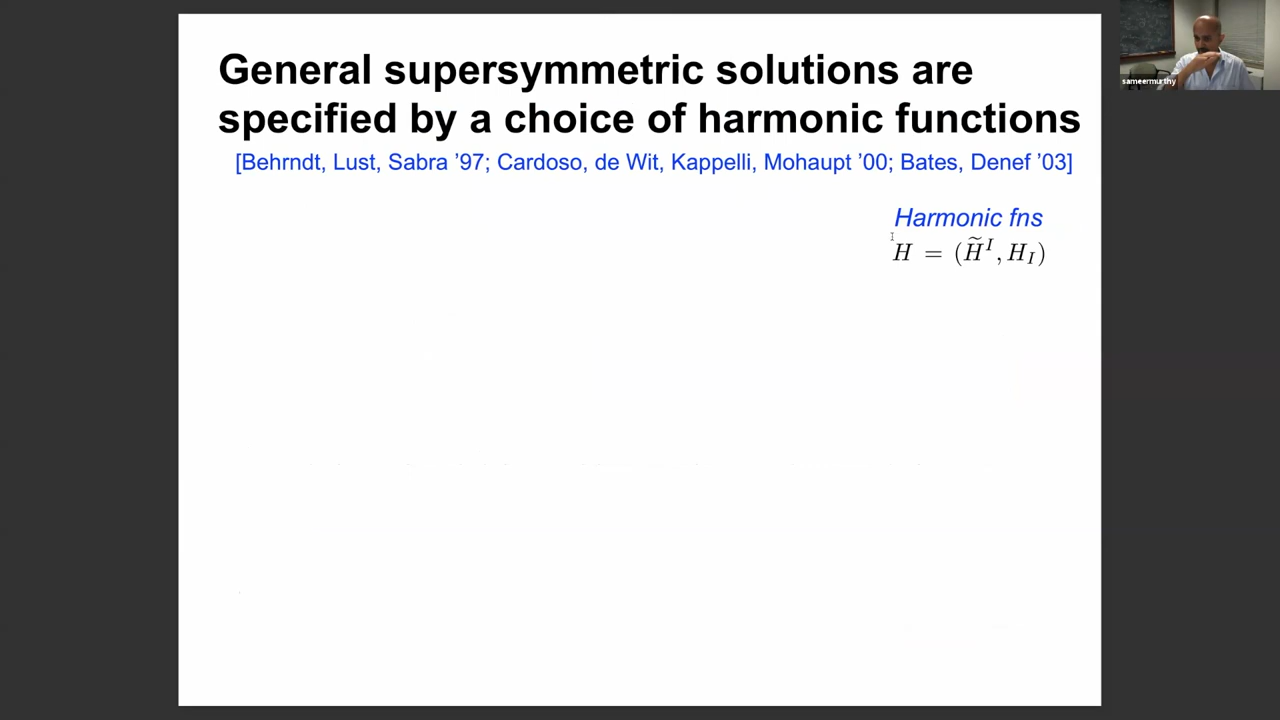 General supersymmetric solutions are
specified by a choice of harmonic functions
[Behrndt, Lust, Sabra ’97; Cardoso, de Wit, Kappelli, Mohaupt ’00; Bates, Denef ’03]
Harmonic fns
H = (H̃^I, H_I)
sameermurthy